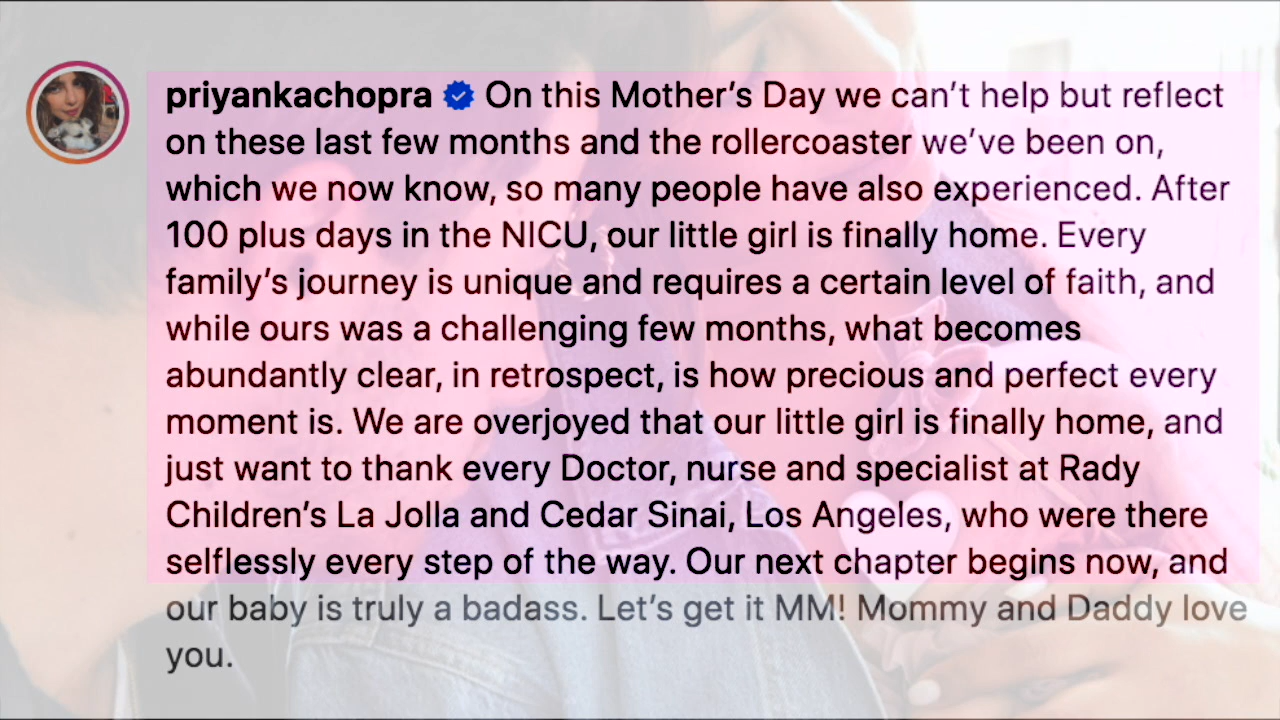 priyankachopra On this Mother’s Day we can’t help but reflect
on these last few months and the rollercoaster we’ve been on,
which we now know, so many people have also experienced. After
100 plus days in the NICU, our little girl is finally home. Every
family’s journey is unique and requires a certain level of faith, and
while ours was a challenging few months, what becomes
abundantly clear, in retrospect, is how precious and perfect every
moment is. We are overjoyed that our little girl is finally home, and
just want to thank every Doctor, nurse and specialist at Rady
Children’s La Jolla and Cedar Sinai, Los Angeles, who were there
selflessly every step of the way. Our next chapter begins now, and
our baby is truly a badass. Let’s get it MM! Mommy and Daddy love
you.